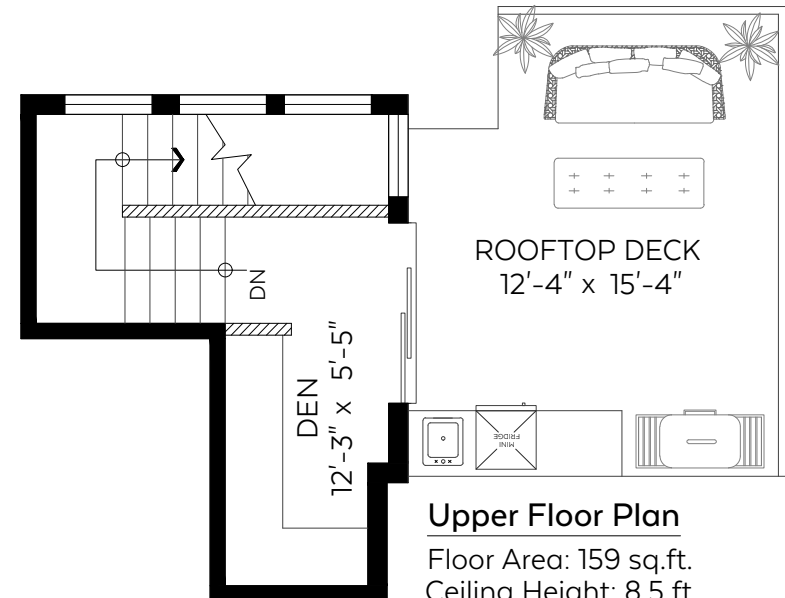 ROOFTOP DECK
12'-4" x 15'-4"
DN
DEN
12'-3" x 5'-5"
MINI
FRIDGE
Upper Floor Plan
Floor Area: 159 sq.ft.
Ceiling Height: 8.5 ft